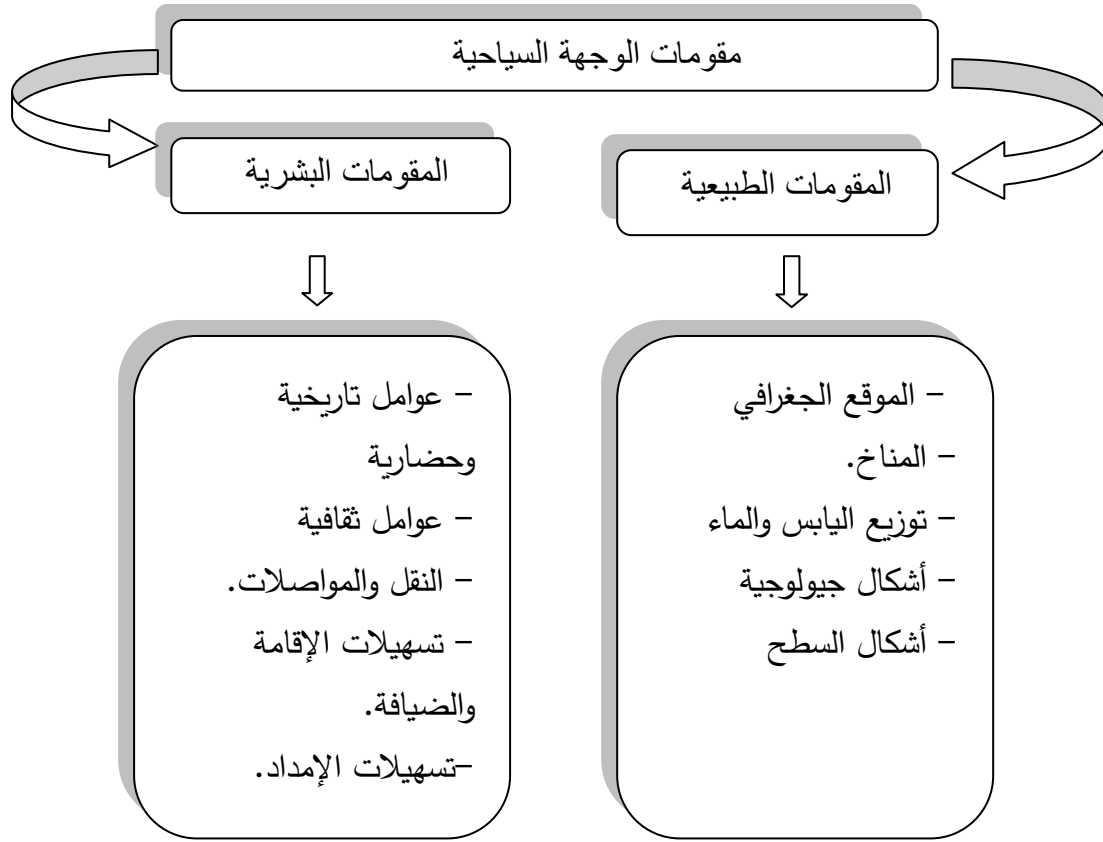 مقومات الوجهة السياحية
المقومات الطبيعية
المقومات البشرية
– الموقع الجغرافي
– المناخ.
– توزيع اليابس والماء
– أشكال جيولوجية
– أشكال السطح
– عوامل تاريخية
وحضارية
– عوامل ثقافية
– النقل والمواصلات.
– تسهيلات الإقامة
والضيافة.
–تسهيلات الإمداد.